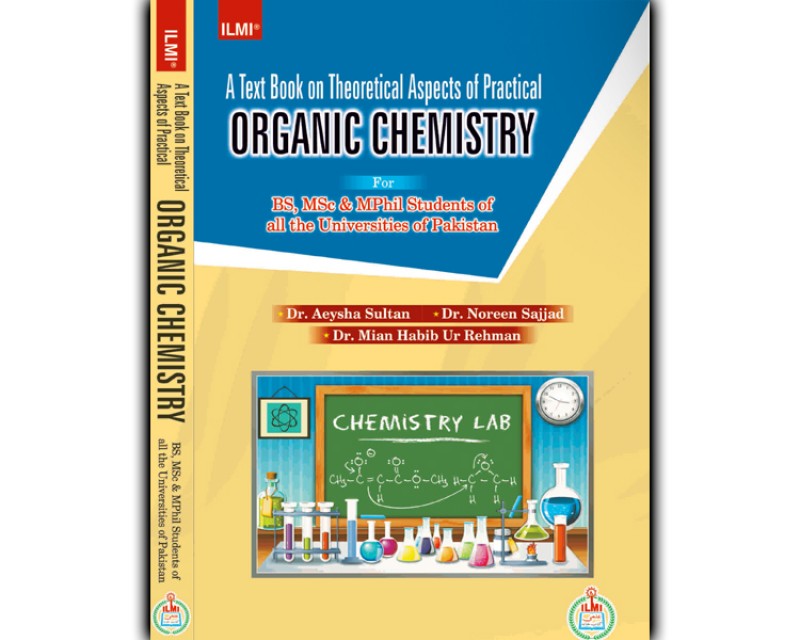 ILMI®
A Text Book on Theoretical
Aspects of Practical
ORGANIC CHEMISTRY
BS, MSc & MPhil Students of
all the Universities of Pakistan
ILMI
ILMI®
A Text Book on Theoretical Aspects of Practical
ORGANIC CHEMISTRY
For
BS, MSc & MPhil Students of
all the Universities of Pakistan
Dr. Aeysha Sultan Dr. Noreen Sajjad
Dr. Mian Habib Ur Rehman
CHEMISTRY LAB
ILMI